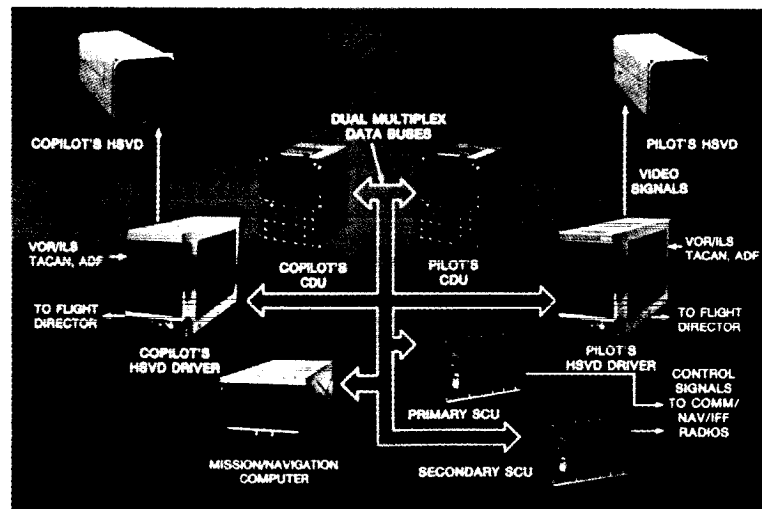 COPILOT'S HSVD
PILOT'S HSVD
DUAL MULTIPLEX
DATA BUSES
VIDEO
SIGNALS
VOR/ILS
TACAN, ADF
VOR/ILS
TACAN, ADF
COPILOT'S
CDU
PILOT'S
CDU
TO FLIGHT
DIRECTOR
TO FLIGHT
DIRECTOR
COPILOT'S
HSVD DRIVER
PILOT'S
HSVD DRIVER
CONTROL
SIGNALS
TO COMM/
NAV/IFF
RADIOS
PRIMARY SCU
MISSION/NAVIGATION
COMPUTER
SECONDARY SCU